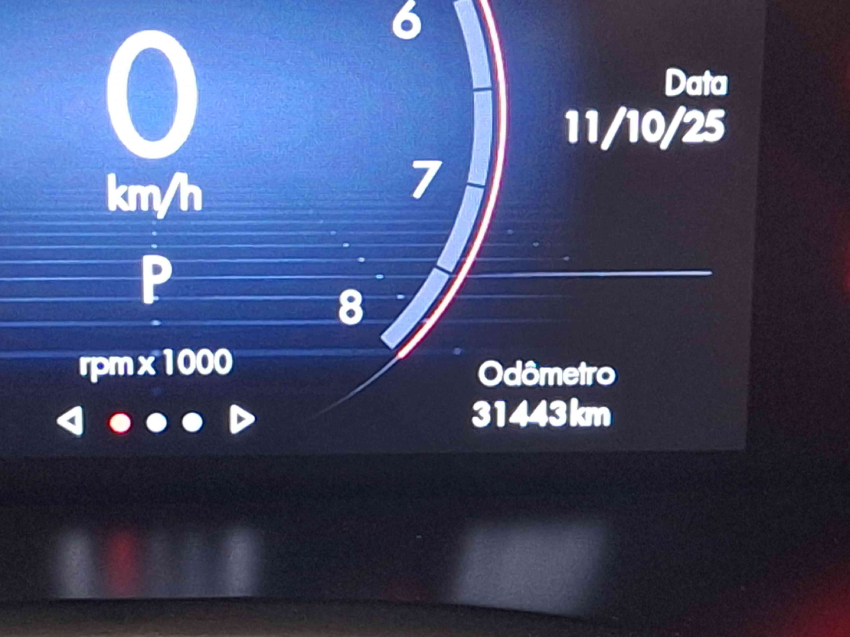 0
km/h
P
rpm x 1000
6
7
8
Data
11/10/25
Odômetro
31443 km